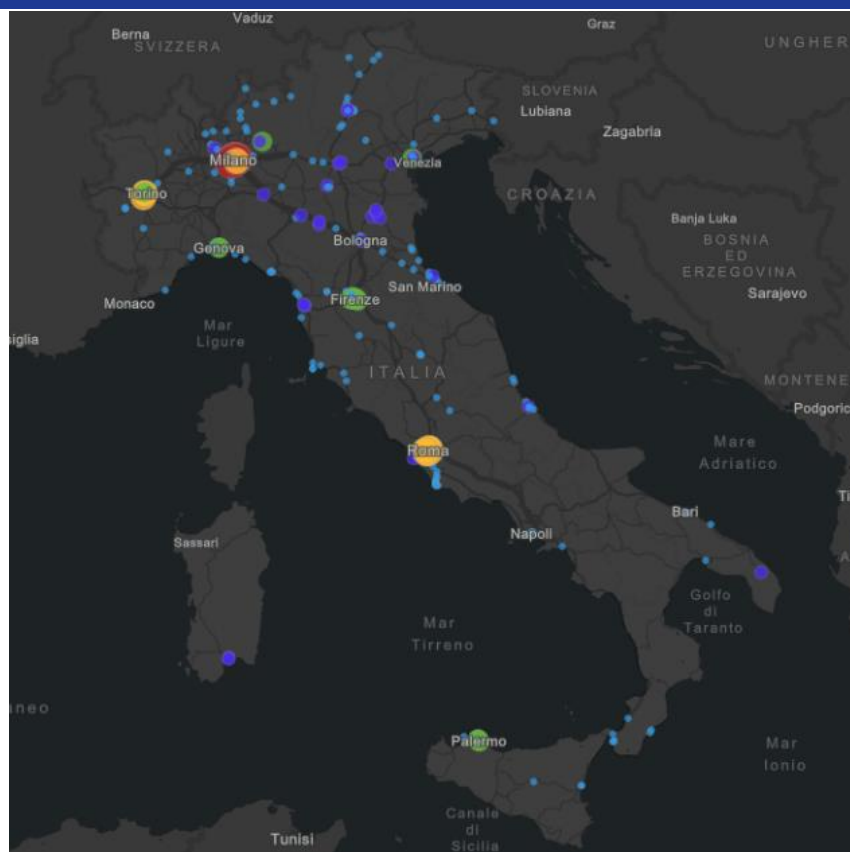 Vaduz
Graz
Berna
SVIZZERA
UNGHER
SLOVENIA
Lubiana
Zagabria
Milano
Venezia
Torino
CROAZIA
Banja Luka
Genova
Bologna
BOSNIA
ED
ERZEGOVINA
San Marino
Sarajevo
Monaco
Firenze
siglia
Mar
Ligure
ITALIA
MONTENE
Podgoric
Roma
Mare
Adriatico
Ti
Bari
Napoli
Sassari
A
Golfo
di
Taranto
Mar
Tirreno
neo
Palermo
Mar
Ionio
Canale
di
Sicilia
Tunisi